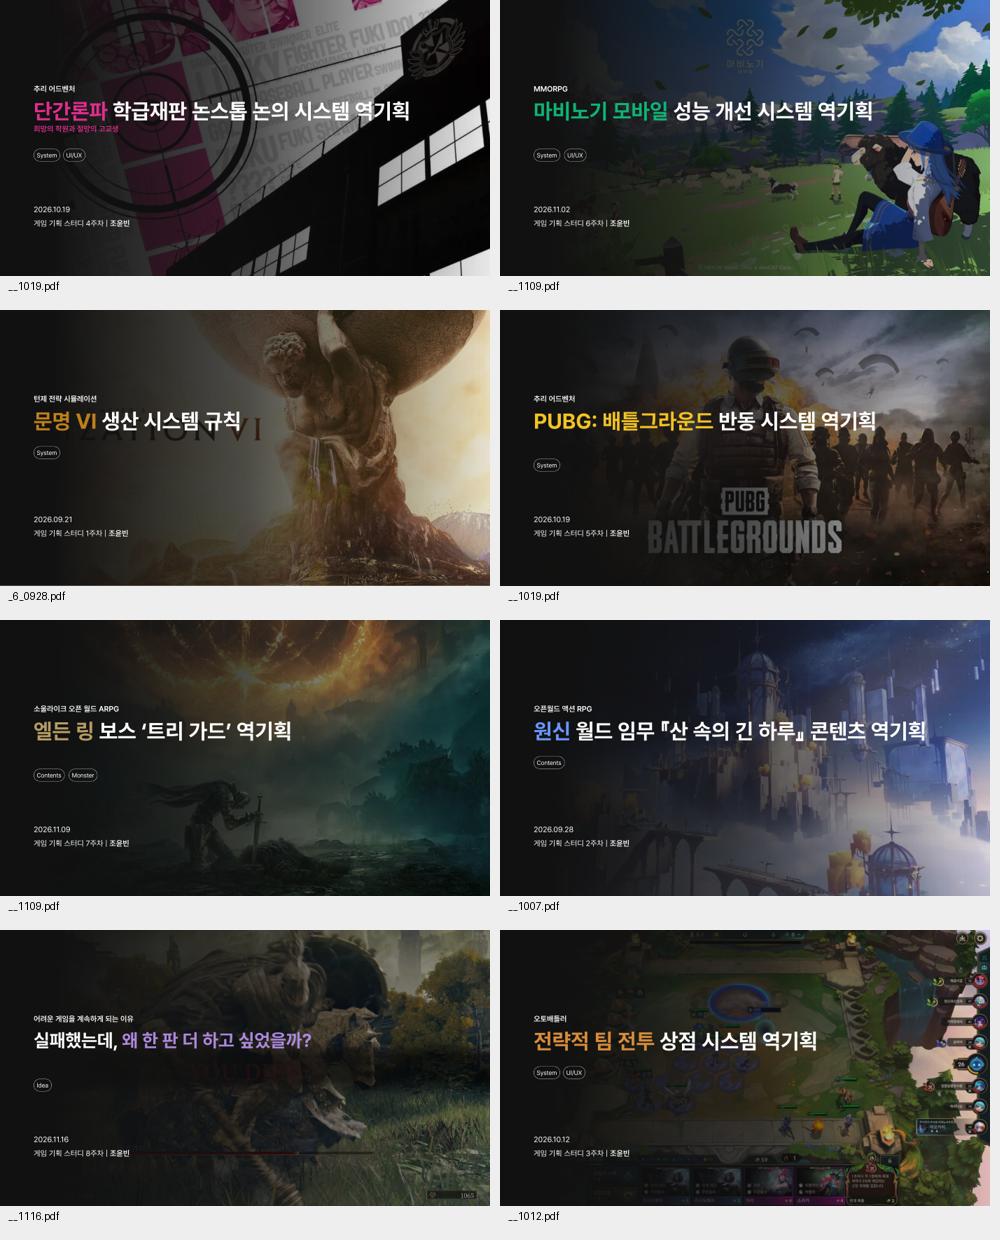 추리 어드벤처
단간론파 학급재판 논스톱 논의 시스템 역기획
희망의 학원과 절망의 고교생
System UI/UX
2026.10.19
게임 기획 스터디 4주차 | 조윤빈
__1019.pdf
마비노기
MMORPG
마비노기 모바일 성능 개선 시스템 역기획
System UI/UX
2026.11.02
게임 기획 스터디 6주차 | 조윤빈
__1109.pdf
턴제 전략 시뮬레이션
문명 VI 생산 시스템 규칙
System
2026.09.21
게임 기획 스터디 1주차 | 조윤빈
_6_0928.pdf
추리 어드벤처
PUBG: 배틀그라운드 반동 시스템 역기획
System
PUBG
BATTLEGROUNDS
2026.10.19
게임 기획 스터디 5주차 | 조윤빈
__1019.pdf
소울라이크 오픈 월드 ARPG
엘든 링 보스 ‘트리 가드’ 역기획
Contents Monster
2026.11.09
게임 기획 스터디 7주차 | 조윤빈
__1109.pdf
오픈월드 액션 RPG
원신 월드 임무 『산 속의 긴 하루』 콘텐츠 역기획
Contents
2026.09.28
게임 기획 스터디 2주차 | 조윤빈
__1007.pdf
어려운 게임을 계속하게 되는 이유
실패했는데, 왜 한 판 더 하고 싶었을까?
Idea
2026.11.16
게임 기획 스터디 8주차 | 조윤빈
1065
__1116.pdf
오토배틀러
전략적 팀 전투 상점 시스템 역기획
System UI/UX
2026.10.12
게임 기획 스터디 3주차 | 조윤빈
__1012.pdf